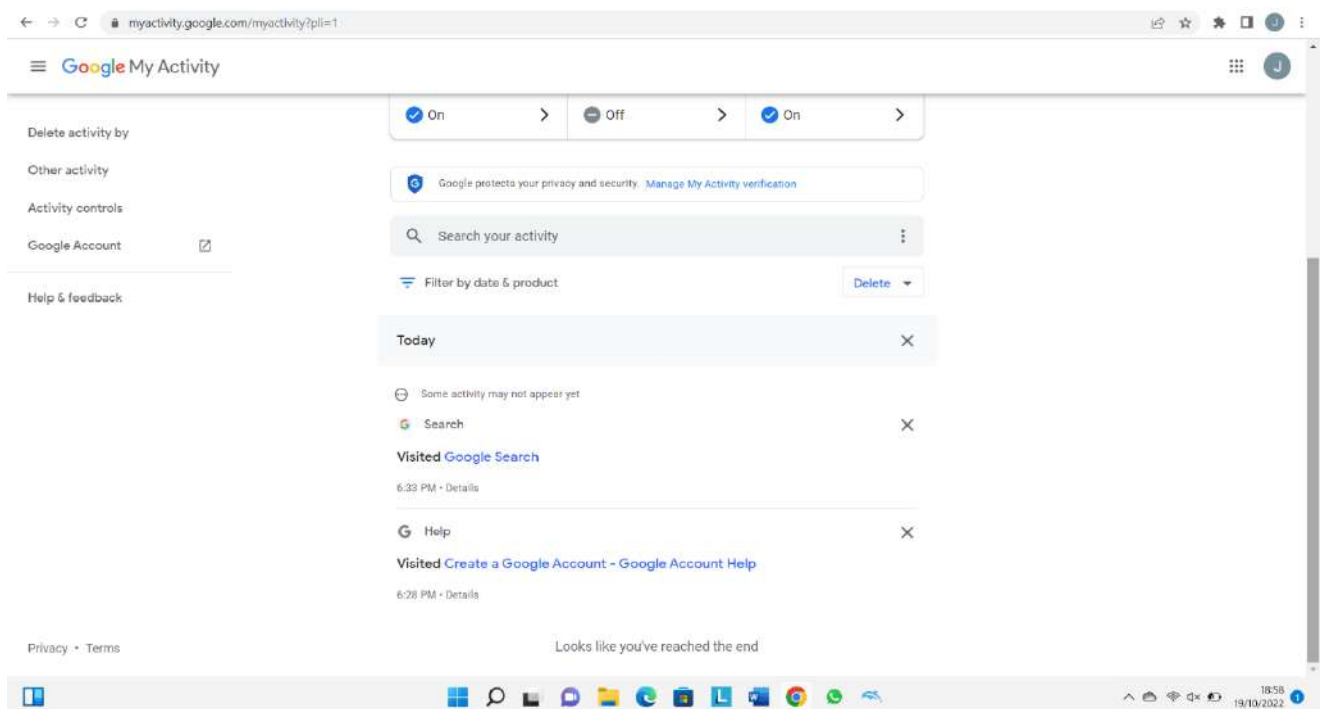 myactivity.google.com/myactivity?pli=1
J
Google My Activity
J
Delete activity by
Other activity
Activity controls
Google Account
Help & feedback
On
Off
On
Google protects your privacy and security. Manage My Activity verification
Search your activity
Filter by date & product
Delete
Today
Some activity may not appear yet
Search
Visited Google Search
6:33 PM • Details
Help
Visited Create a Google Account - Google Account Help
6:28 PM • Details
Looks like you've reached the end
Privacy • Terms
18:58
19/10/2022
1